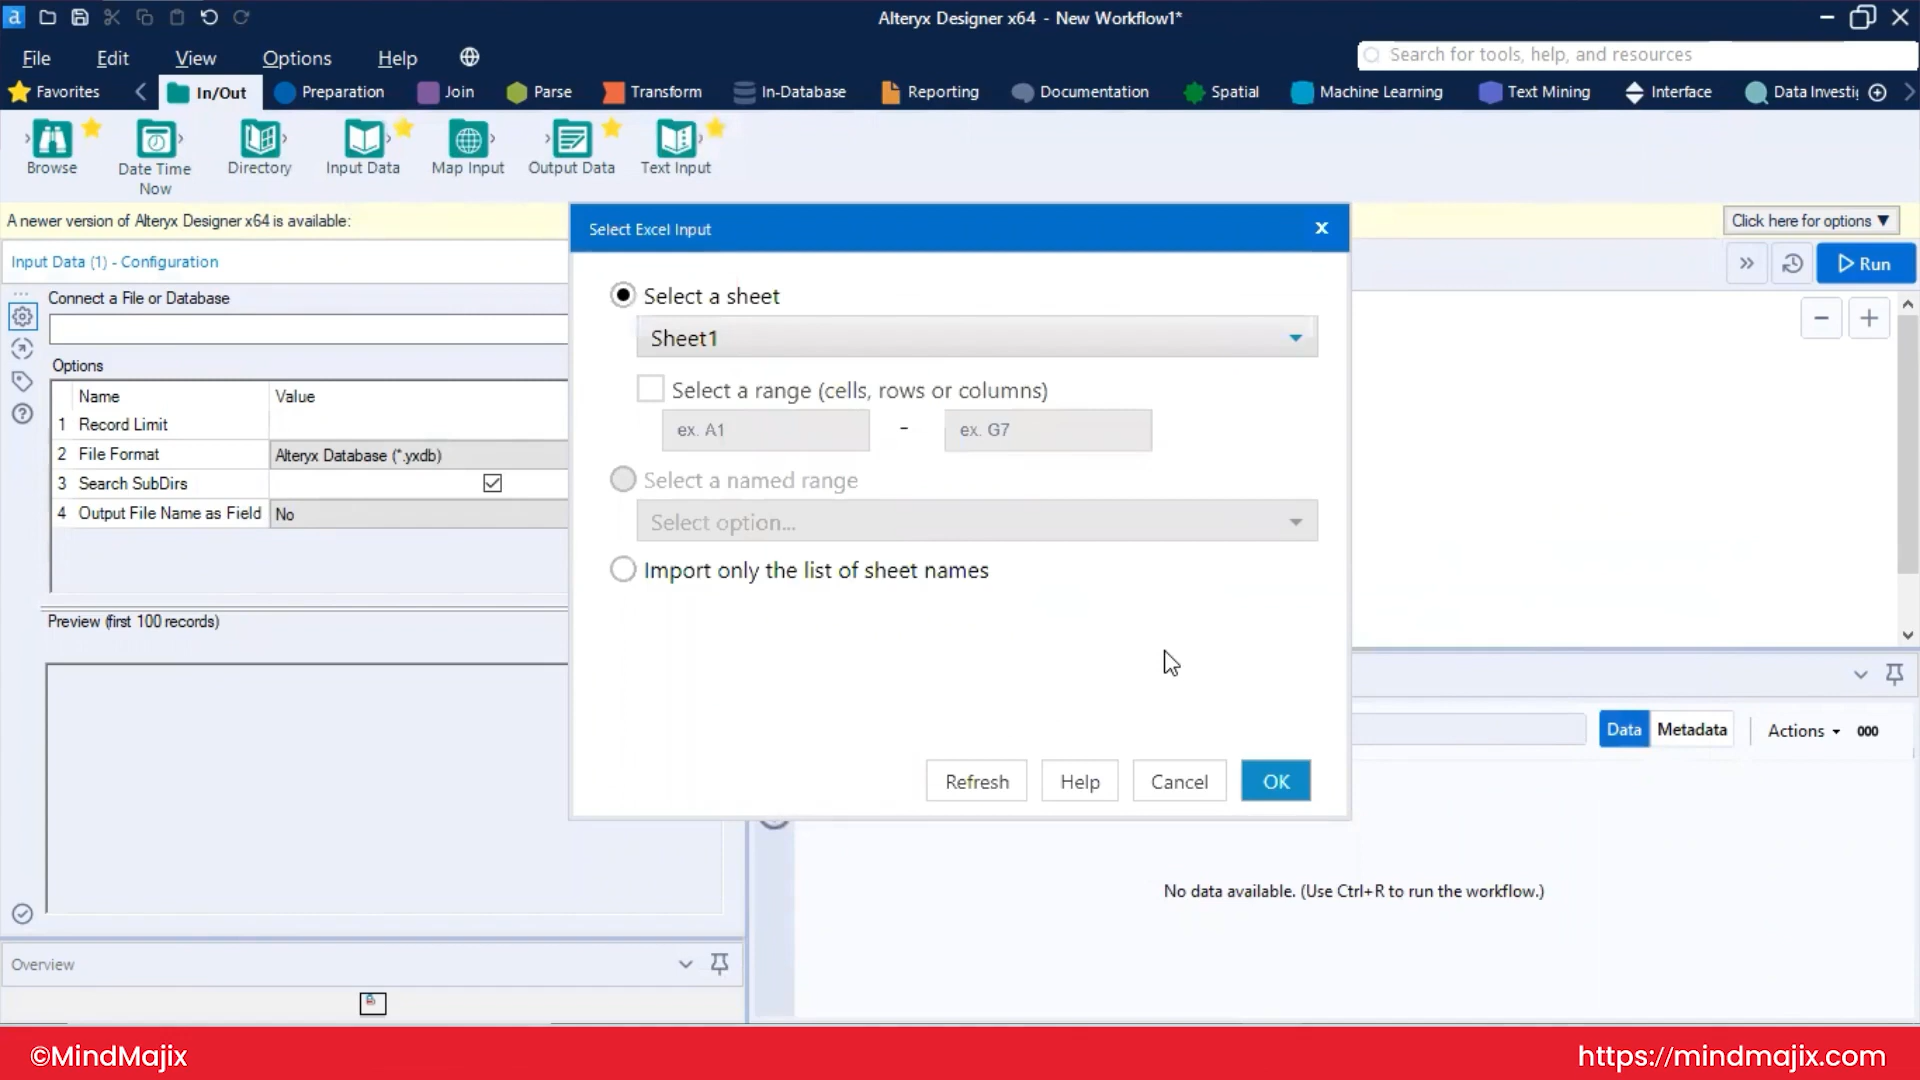 a
Alteryx Designer x64 - New Workflow1*
File Edit View Options Help
Search for tools, help, and resources
Favorites In/Out Preparation Join Parse Transform In-Database Reporting Documentation Spatial Machine Learning Text Mining Interface Data Investi
Browse Date Time Now Directory Input Data Map Input Output Data Text Input
A newer version of Alteryx Designer x64 is available:
Click here for options ▼
Input Data (1) - Configuration
Run
Connect a File or Database
Options
Name Value
1 Record Limit
2 File Format Alteryx Database (*.yxdb)
3 Search SubDirs
4 Output File Name as Field No
Preview (first 100 records)
Select Excel Input
Select a sheet
Sheet1
Select a range (cells, rows or columns)
ex. A1 - ex. G7
Select a named range
Select option...
Import only the list of sheet names
Refresh Help Cancel OK
Data Metadata Actions 000
No data available. (Use Ctrl+R to run the workflow.)
Overview
©MindMajix
https://mindmajix.com